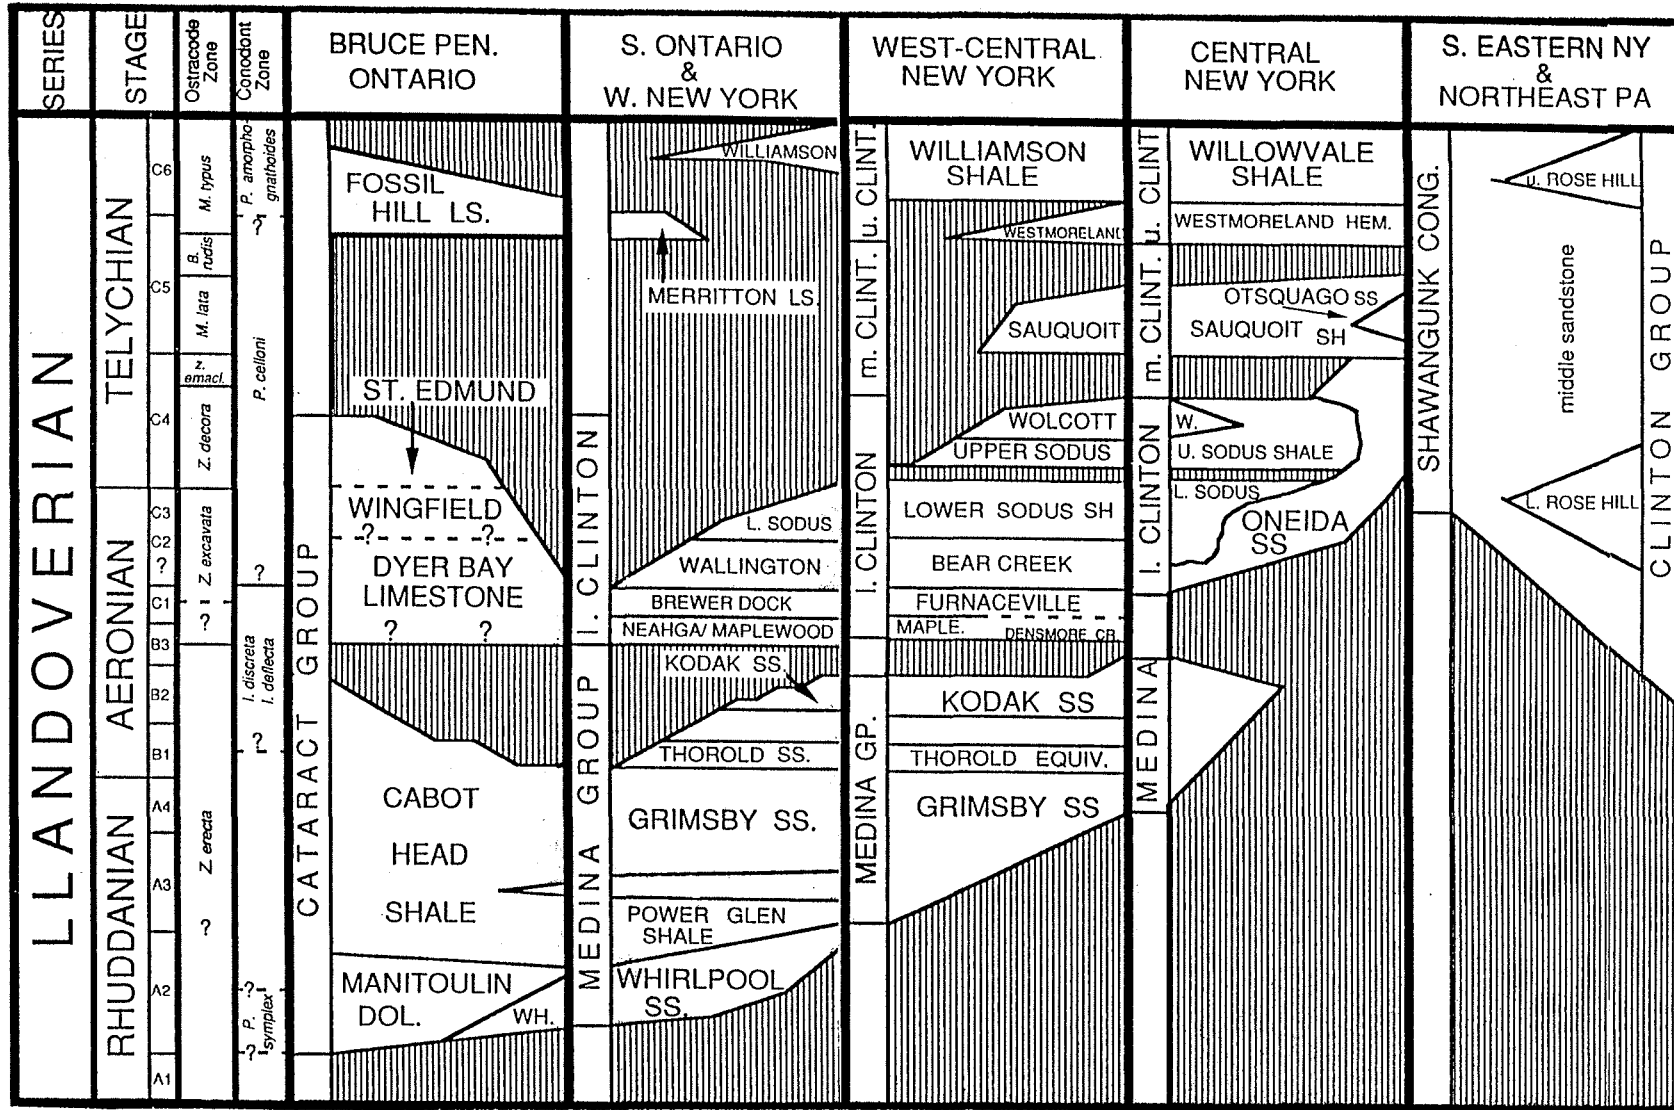 SERIES
STAGE
Ostracode
Zone
Conodont
Zone
BRUCE PEN.
ONTARIO
S. ONTARIO
&
W. NEW YORK
WEST-CENTRAL
NEW YORK
CENTRAL
NEW YORK
S. EASTERN NY
&
NORTHEAST PA
LLANDOVERIAN
TELYCHIAN
AERONIAN
RHUDDANIAN
C6
C5
C4
C3
C2
?
C1
B3
B2
B1
A4
A3
A2
A1
M. typus
B.
rudis
M. lata
Z.
emacl.
Z. decora
Z. excavata
?
Z. erecta
?
P. amorpho-
gnathoides
?
P. celloni
?
I. discreta
I. deflecta
?
?
P.
symplex
?
CATARACT GROUP
FOSSIL
HILL LS.
ST. EDMUND
WINGFIELD
? ?
DYER BAY
LIMESTONE
? ?
CABOT
HEAD
SHALE
MANITOULIN
DOL.
WH.
l. CLINTON
MEDINA GROUP
WILLIAMSON
MERRITTON LS.
L. SODUS
WALLINGTON
BREWER DOCK
NEAHGA/MAPLEWOOD
KODAK SS.
THOROLD SS.
GRIMSBY SS.
POWER GLEN
SHALE
WHIRLPOOL
SS.
u. CLINT.
m. CLINT.
l. CLINTON
MEDINA GP.
WILLIAMSON
SHALE
WESTMORELAND
SAUQUOIT
WOLCOTT
UPPER SODUS
LOWER SODUS SH
BEAR CREEK
FURNACEVILLE
MAPLE. DENSMORE CR.
KODAK SS
THOROLD EQUIV.
GRIMSBY SS
u. CLINT
m. CLINT.
l. CLINTON
MEDINA
WILLOWVALE
SHALE
WESTMORELAND HEM.
OTSQUAGO SS
SAUQUOIT SH
W.
U. SODUS SHALE
L. SODUS
ONEIDA
SS
SHAWANGUNK CONG.
u. ROSE HILL
middle sandstone
L. ROSE HILL
CLINTON GROUP